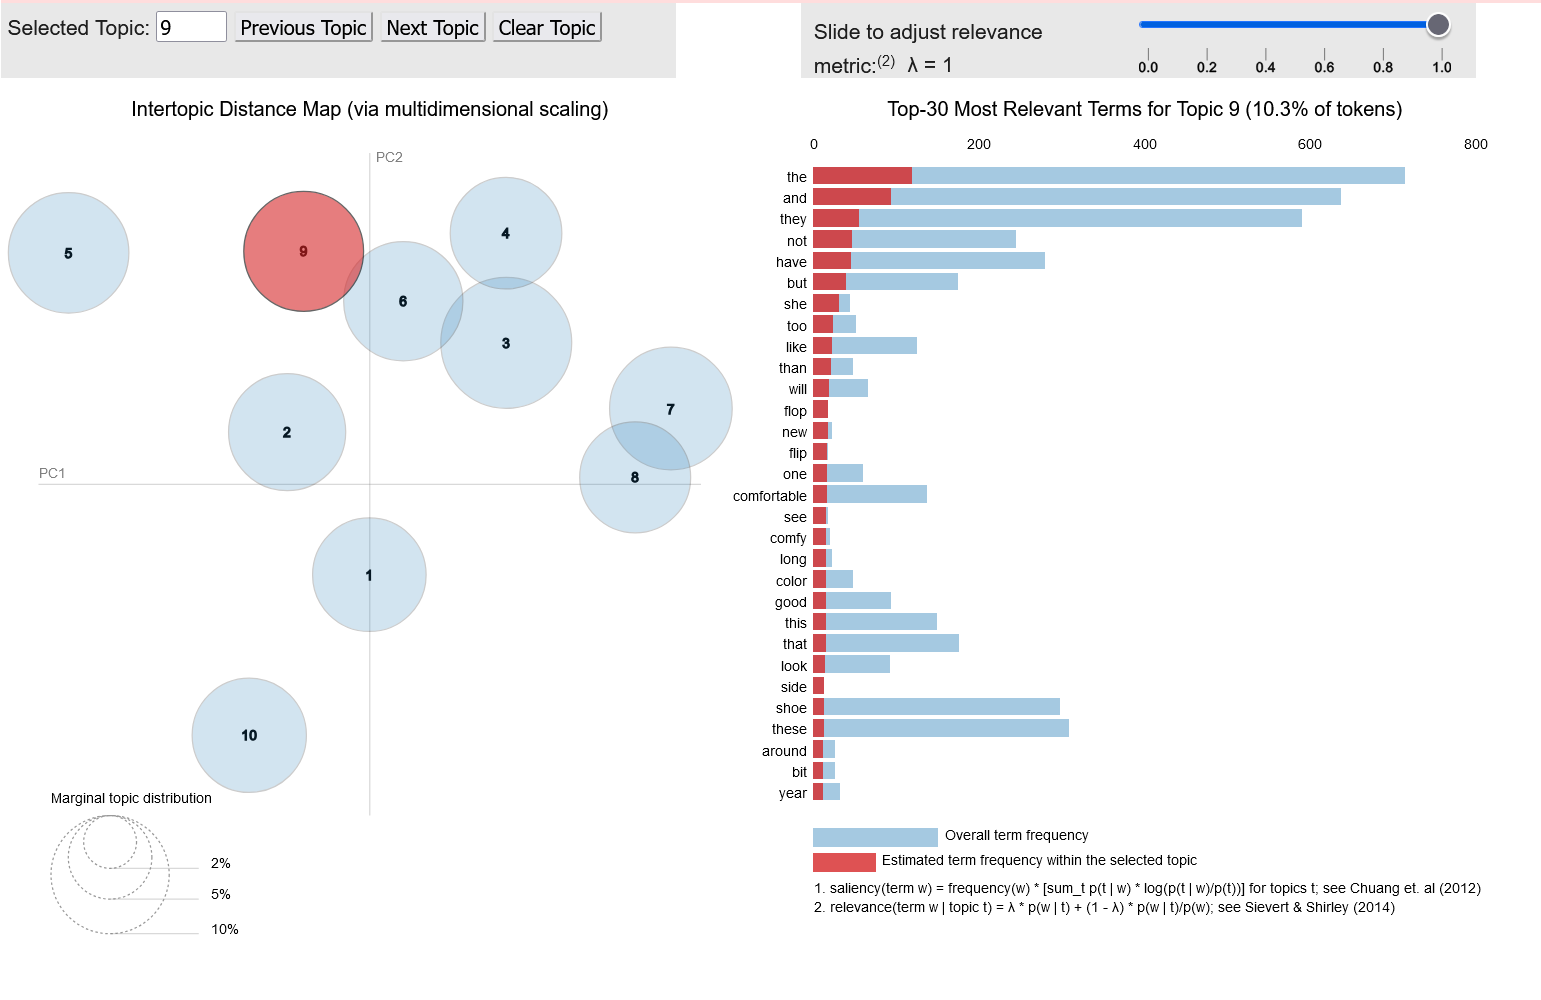 Selected Topic: 9 Previous Topic Next Topic Clear Topic
Slide to adjust relevance
metric:(2) λ = 1
0.0 0.2 0.4 0.6 0.8 1.0
Intertopic Distance Map (via multidimensional scaling)
PC2
PC1
5
9
4
6
3
7
2
8
1
10
Marginal topic distribution
2%
5%
10%
Top-30 Most Relevant Terms for Topic 9 (10.3% of tokens)
0 200 400 600 800
the
and
they
not
have
but
she
too
like
than
will
flop
new
flip
one
comfortable
see
comfy
long
color
good
this
that
look
side
shoe
these
around
bit
year
Overall term frequency
Estimated term frequency within the selected topic
1. saliency(term w) = frequency(w) * [sum_t p(t | w) * log(p(t | w)/p(t))] for topics t; see Chuang et. al (2012)
2. relevance(term w | topic t) = λ * p(w | t) + (1 - λ) * p(w | t)/p(w); see Sievert & Shirley (2014)